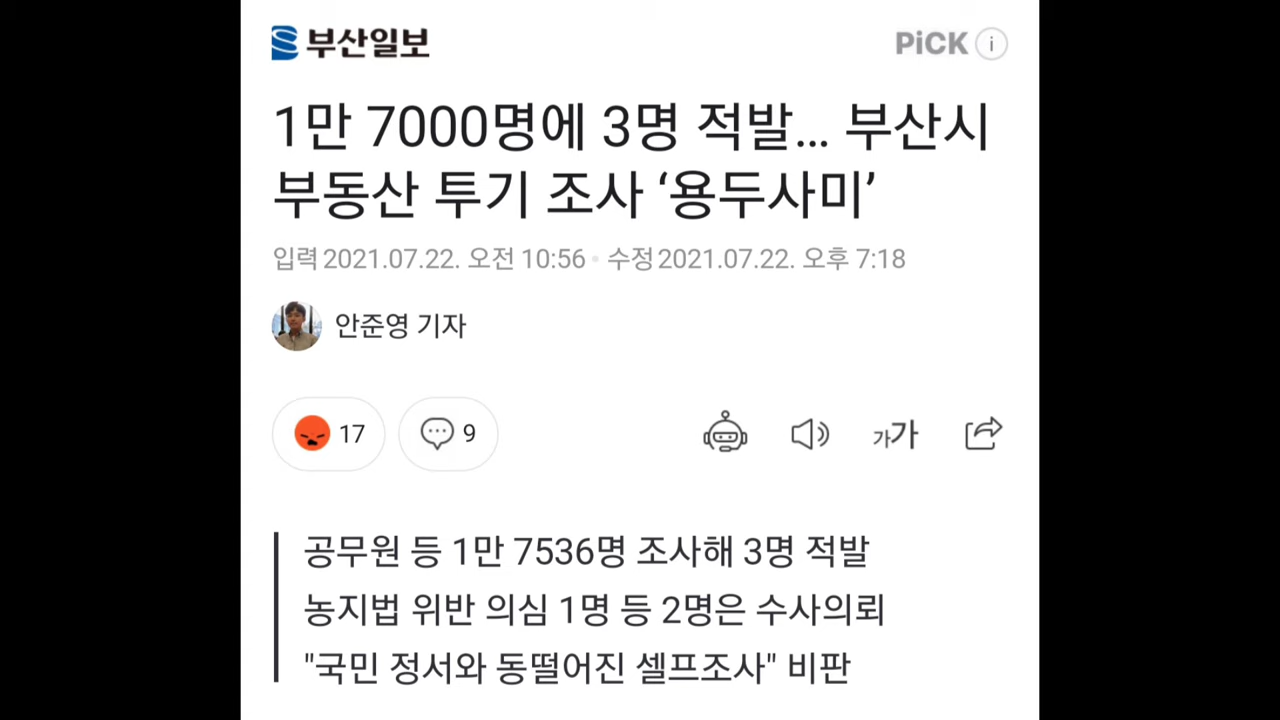 부산일보
PiCK i
1만 7000명에 3명 적발... 부산시
부동산 투기 조사 ‘용두사미’
입력 2021.07.22. 오전 10:56 · 수정 2021.07.22. 오후 7:18
안준영 기자
17
9
가가
공무원 등 1만 7536명 조사해 3명 적발
농지법 위반 의심 1명 등 2명은 수사의뢰
"국민 정서와 동떨어진 셀프조사" 비판